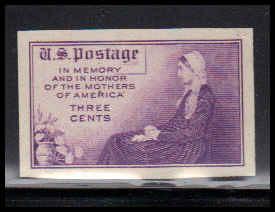 U.S. Postage
IN MEMORY
AND IN HONOR
OF THE MOTHERS
OF AMERICA
THREE
CENTS